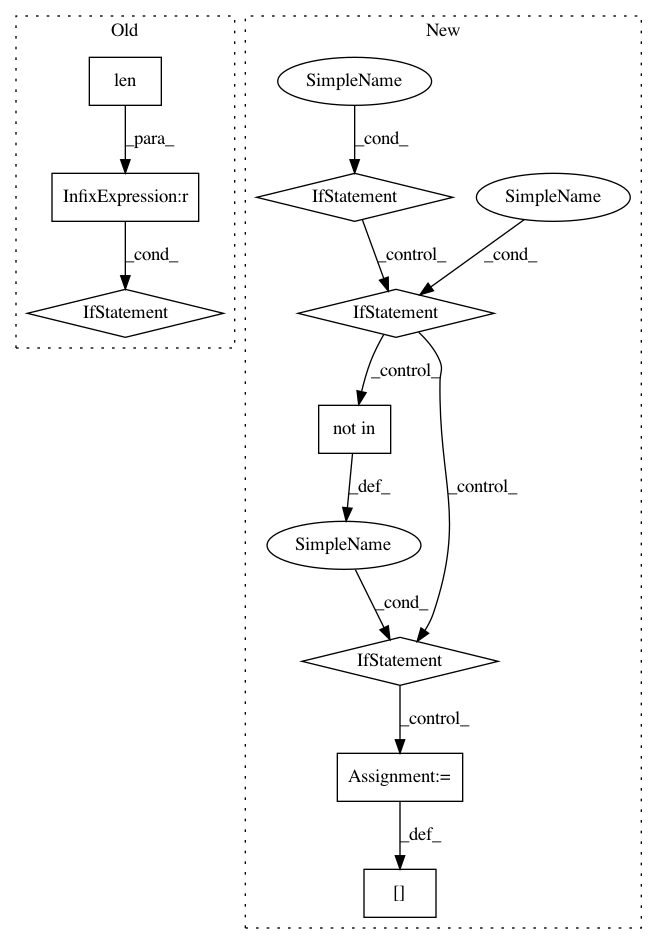 Old
New
len
SimpleName
_para_
_cond_
InfixExpression:r
IfStatement
SimpleName
_cond_
_control_
_cond_
IfStatement
IfStatement
_control_
not in
_def_
_control_
SimpleName
_cond_
IfStatement
_control_
Assignment:=
_def_
[]